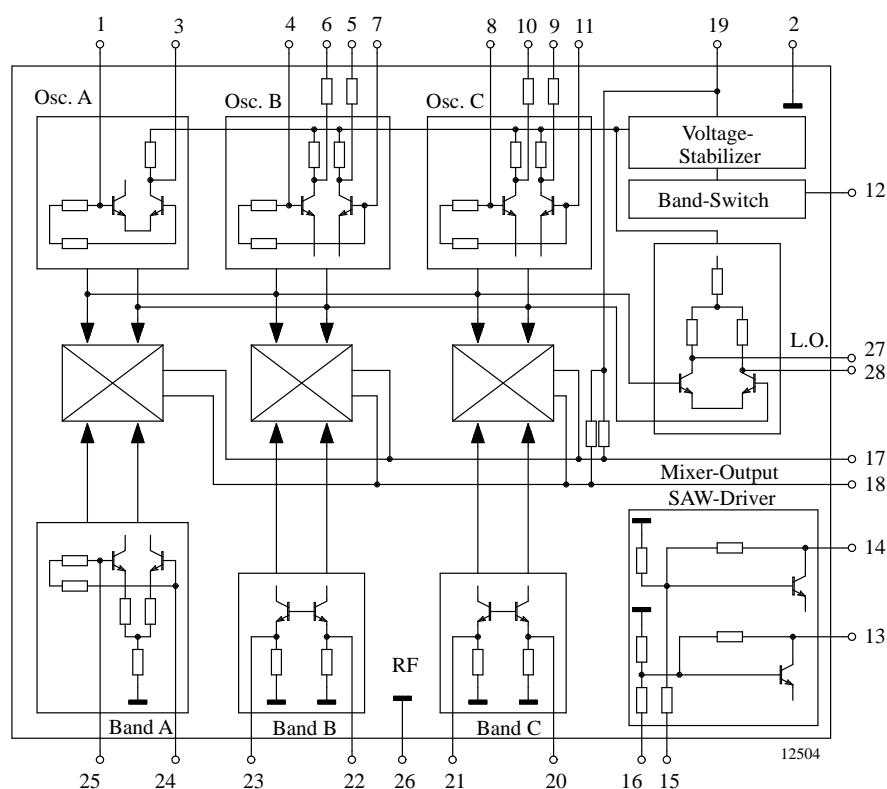 1 3 4 6 5 7 8 10 9 11 19 2
Osc. A Osc. B Osc. C
Voltage-
Stabilizer
Band-Switch 12
L.O.
27
28
17
Mixer-Output
18
SAW-Driver
14
13
RF
Band A Band B Band C
12504
25 24 23 22 26 21 20 16 15